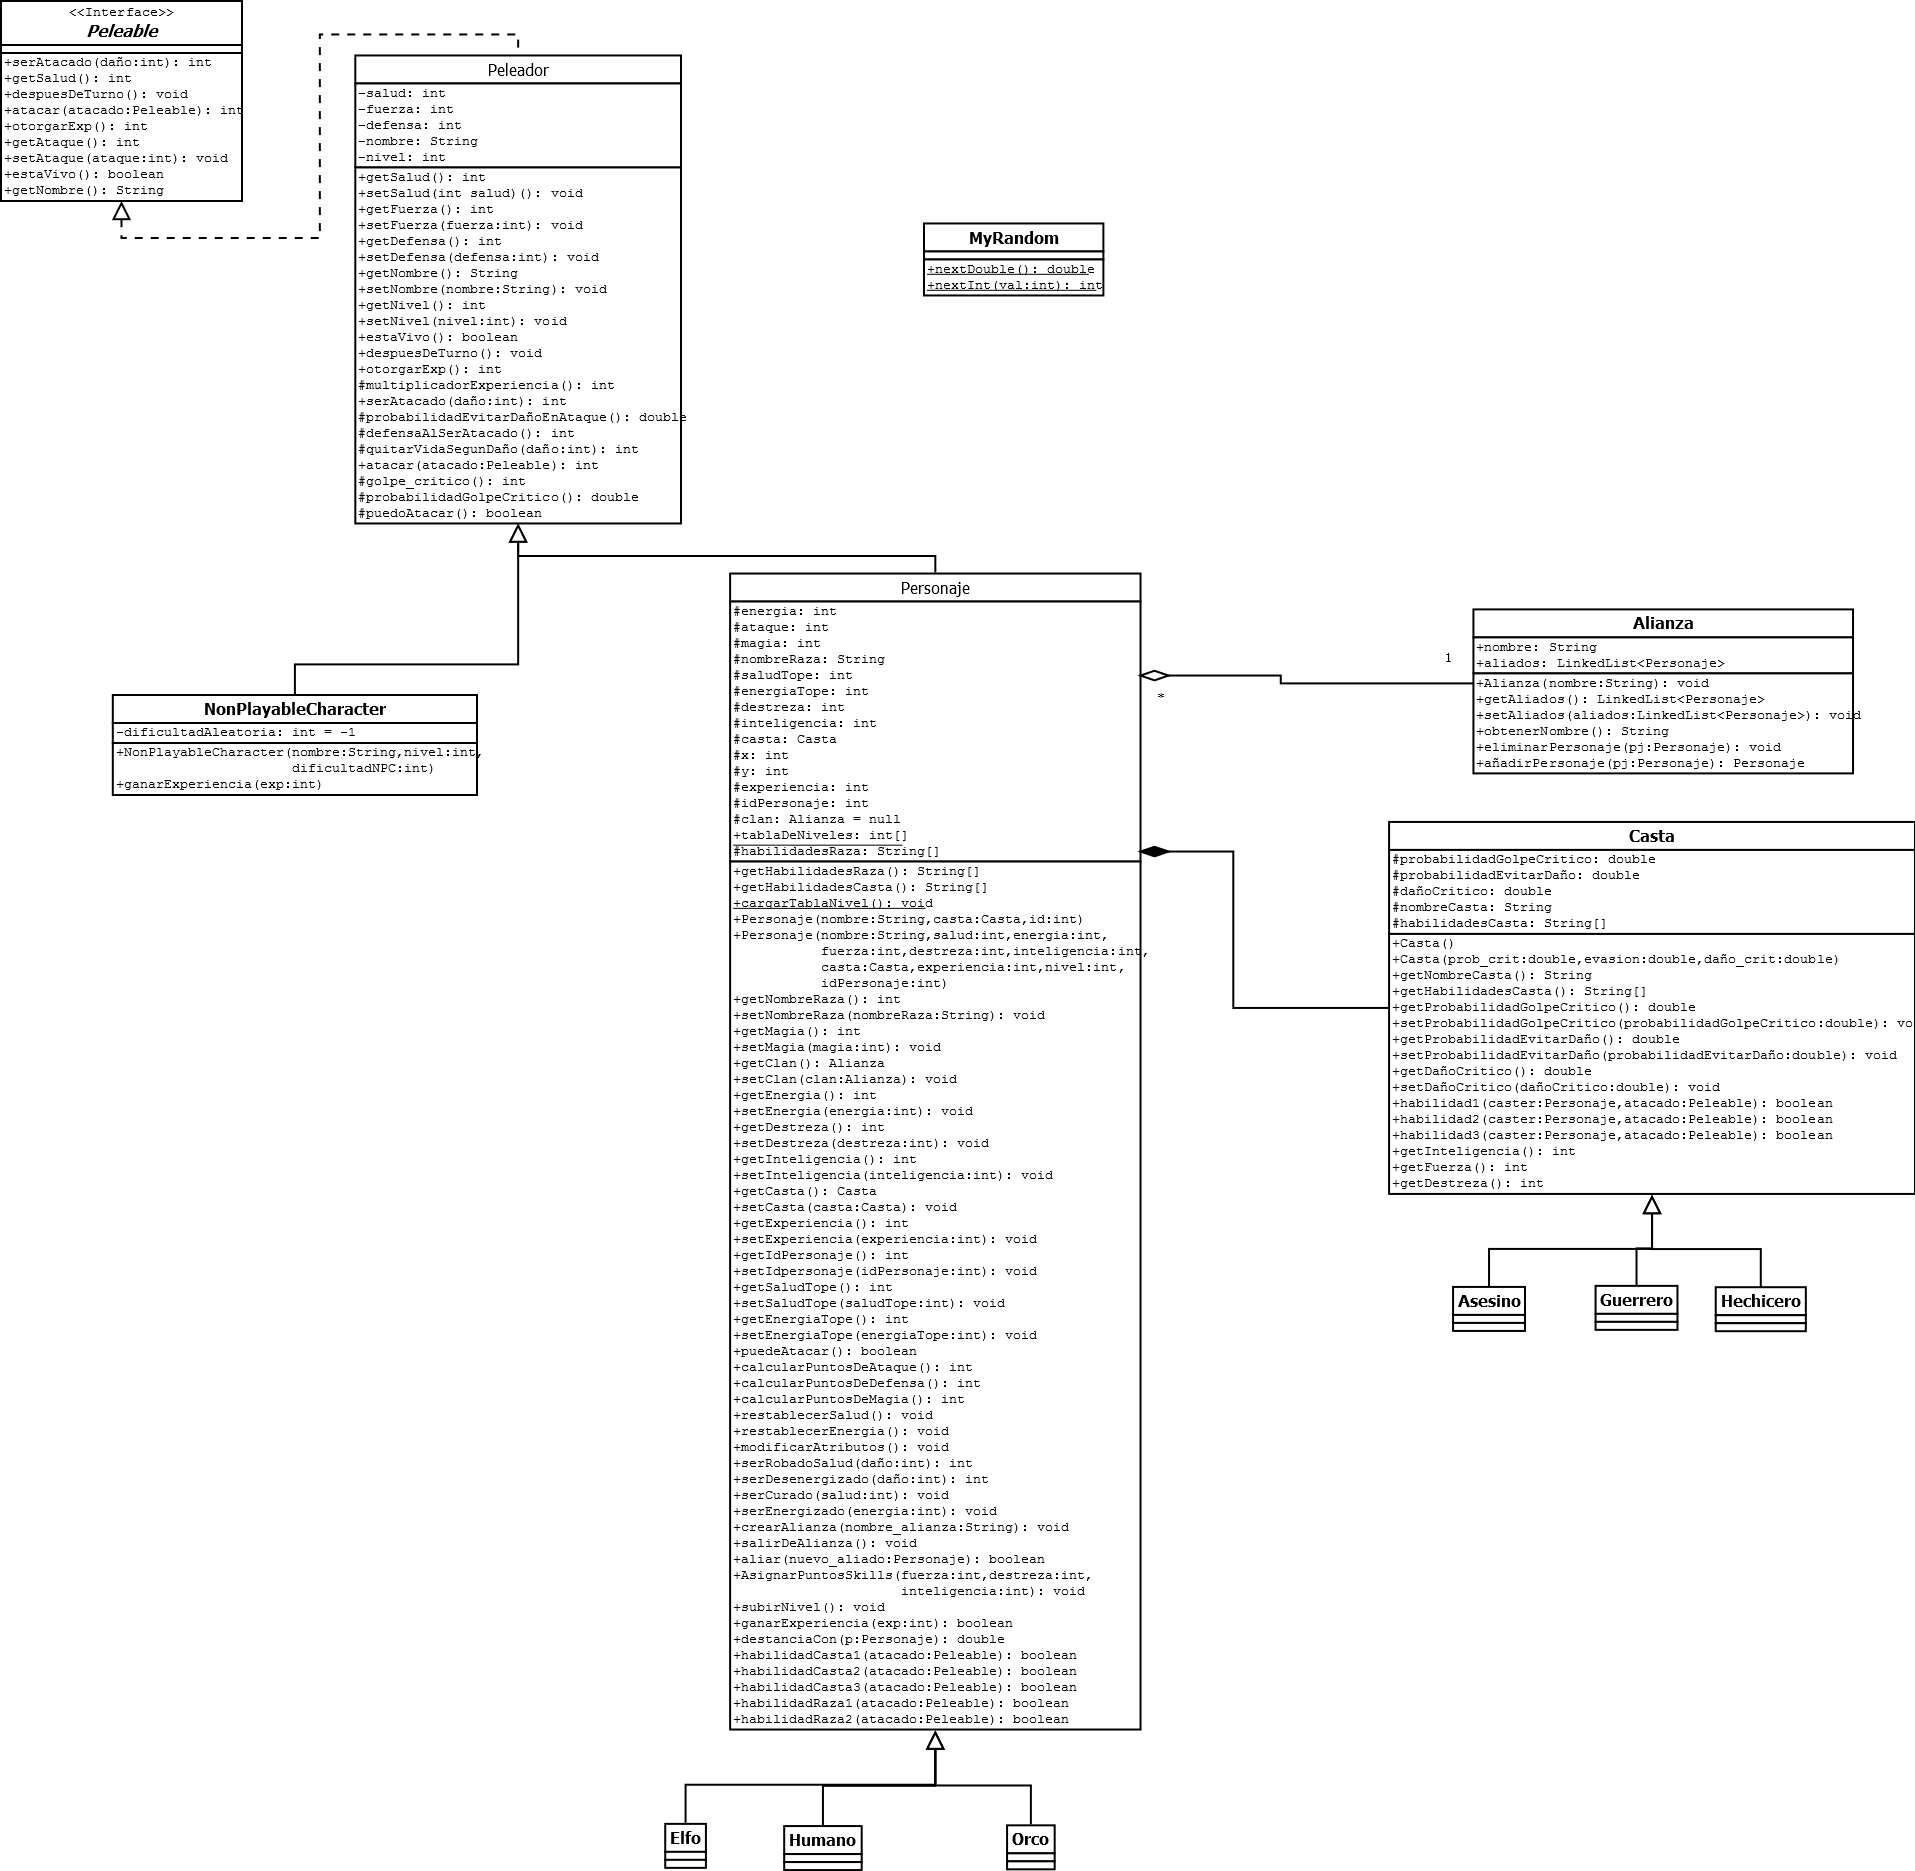 <<Interface>>
Peleable
+serAtacado(daño:int): int
+getSalud(): int
+despuesDeTurno(): void
+atacar(atacado:Peleable): int
+otorgarExp(): int
+getAtaque(): int
+setAtaque(ataque:int): void
+estaVivo(): boolean
+getNombre(): String
Peleador
-salud: int
-fuerza: int
-defensa: int
-nombre: String
-nivel: int
+getSalud(): int
+setSalud(int salud)(): void
+getFuerza(): int
+setFuerza(fuerza:int): void
+getDefensa(): int
+setDefensa(defensa:int): void
+getNombre(): String
+setNombre(nombre:String): void
+getNivel(): int
+setNivel(nivel:int): void
+estaVivo(): boolean
+despuesDeTurno(): void
+otorgarExp(): int
#multiplicadorExperiencia(): int
+serAtacado(daño:int): int
#probabilidadEvitarDañoEnAtaque(): double
#defensaAlSerAtacado(): int
#quitarVidaSegunDaño(daño:int): int
+atacar(atacado:Peleable): int
#golpe_critico(): int
#probabilidadGolpeCritico(): double
#puedoAtacar(): boolean
MyRandom
+nextDouble(): double
+nextInt(val:int): int
NonPlayableCharacter
-dificultadAleatoria: int = -1
+NonPlayableCharacter(nombre:String,nivel:int,
dificultadNPC:int)
+ganarExperiencia(exp:int)
Personaje
#energia: int
#ataque: int
#magia: int
#nombreRaza: String
#saludTope: int
#energiaTope: int
#destreza: int
#inteligencia: int
#casta: Casta
#x: int
#y: int
#experiencia: int
#idPersonaje: int
#clan: Alianza = null
+tablaDeNiveles: int[]
#habilidadesRaza: String[]
+getHabilidadesRaza(): String[]
+getHabilidadesCasta(): String[]
+cargarTablaNivel(): void
+Personaje(nombre:String,casta:Casta,id:int)
+Personaje(nombre:String,salud:int,energia:int,
fuerza:int,destreza:int,inteligencia:int,
casta:Casta,experiencia:int,nivel:int,
idPersonaje:int)
+getNombreRaza(): int
+setNombreRaza(nombreRaza:String): void
+getMagia(): int
+setMagia(magia:int): void
+getClan(): Alianza
+setClan(clan:Alianza): void
+getEnergia(): int
+setEnergia(energia:int): void
+getDestreza(): int
+setDestreza(destreza:int): void
+getInteligencia(): int
+setInteligencia(inteligencia:int): void
+getCasta(): Casta
+setCasta(casta:Casta): void
+getExperiencia(): int
+setExperiencia(experiencia:int): void
+getIdPersonaje(): int
+setIdpersonaje(idPersonaje:int): void
+getSaludTope(): int
+setSaludTope(saludTope:int): void
+getEnergiaTope(): int
+setEnergiaTope(energiaTope:int): void
+puedeAtacar(): boolean
+calcularPuntosDeAtaque(): int
+calcularPuntosDeDefensa(): int
+calcularPuntosDeMagia(): int
+restablecerSalud(): void
+restablecerEnergia(): void
+modificarAtributos(): void
+serRobadoSalud(daño:int): int
+serDesenergizado(daño:int): int
+serCurado(salud:int): void
+serEnergizado(energia:int): void
+crearAlianza(nombre_alianza:String): void
+salirDeAlianza(): void
+aliar(nuevo_aliado:Personaje): boolean
+AsignarPuntosSkills(fuerza:int,destreza:int,
inteligencia:int): void
+subirNivel(): void
+ganarExperiencia(exp:int): boolean
+destanciaCon(p:Personaje): double
+habilidadCasta1(atacado:Peleable): boolean
+habilidadCasta2(atacado:Peleable): boolean
+habilidadCasta3(atacado:Peleable): boolean
+habilidadRaza1(atacado:Peleable): boolean
+habilidadRaza2(atacado:Peleable): boolean
1
*
Alianza
+nombre: String
+aliados: LinkedList<Personaje>
+Alianza(nombre:String): void
+getAliados(): LinkedList<Personaje>
+setAliados(aliados:LinkedList<Personaje>): void
+obtenerNombre(): String
+eliminarPersonaje(pj:Personaje): void
+añadirPersonaje(pj:Personaje): Personaje
Casta
#probabilidadGolpeCritico: double
#probabilidadEvitarDaño: double
#dañoCritico: double
#nombreCasta: String
#habilidadesCasta: String[]
+Casta()
+Casta(prob_crit:double,evasion:double,daño_crit:double)
+getNombreCasta(): String
+getHabilidadesCasta(): String[]
+getProbabilidadGolpeCritico(): double
+setProbabilidadGolpeCritico(probabilidadGolpeCritico:double): vo
+getProbabilidadEvitarDaño(): double
+setProbabilidadEvitarDaño(probabilidadEvitarDaño:double): void
+getDañoCritico(): double
+setDañoCritico(dañoCritico:double): void
+habilidad1(caster:Personaje,atacado:Peleable): boolean
+habilidad2(caster:Personaje,atacado:Peleable): boolean
+habilidad3(caster:Personaje,atacado:Peleable): boolean
+getInteligencia(): int
+getFuerza(): int
+getDestreza(): int
Asesino
Guerrero
Hechicero
Elfo
Humano
Orco